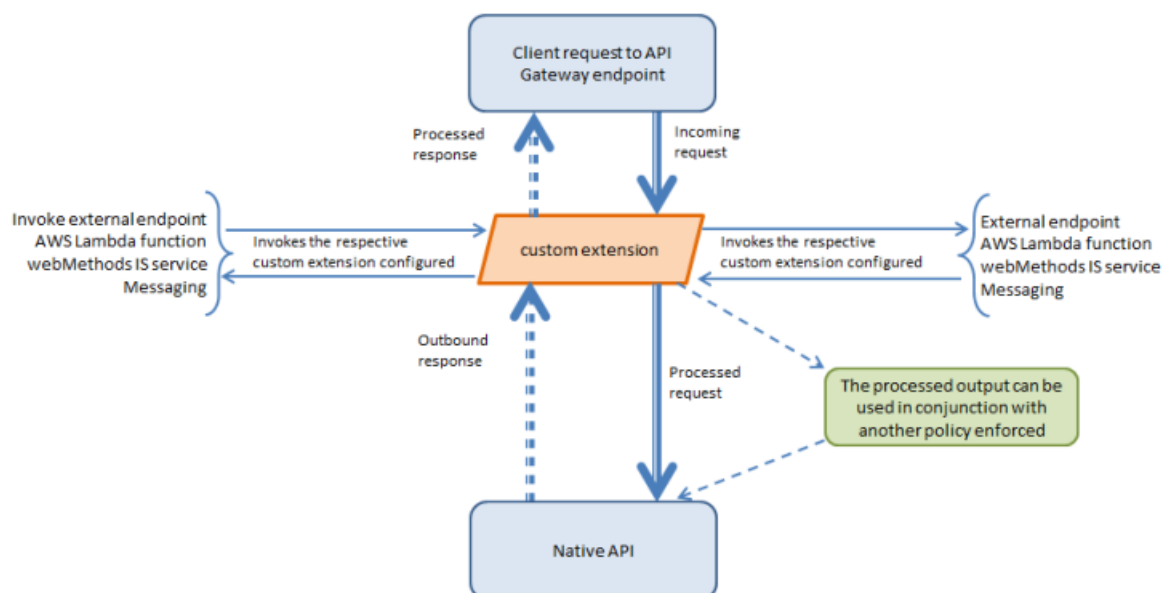 Client request to API
Gateway endpoint
Processed
response
Incoming
request
Invoke external endpoint
AWS Lambda function
webMethods IS service
Messaging
Invokes the respective
custom extension configured
custom extension
Invokes the respective
custom extension configured
External endpoint
AWS Lambda function
webMethods IS service
Messaging
Outbound
response
Processed
request
The processed output can be
used in conjunction with
another policy enforced
Native API